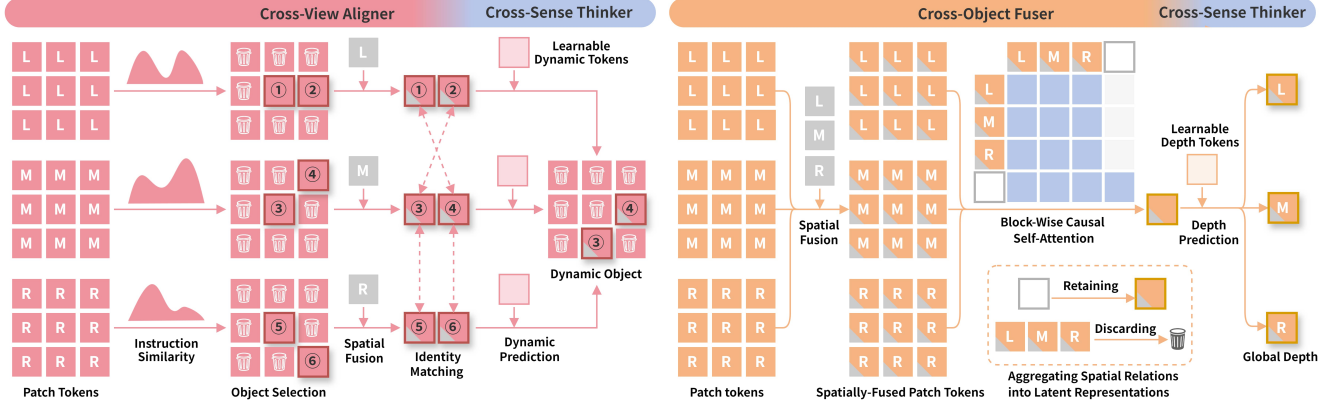 Cross-View Aligner
Cross-Sense Thinker
L L L
L L L
L L L
M M M
M M M
M M M
R R R
R R R
R R R
Patch Tokens
Instruction
Similarity
① ②
④
③
⑤
⑥
Object Selection
L
M
R
Spatial
Fusion
① ②
③ ④
⑤ ⑥
Identity
Matching
Learnable
Dynamic Tokens
Dynamic
Prediction
④
③
Dynamic Object
Cross-Object Fuser
Cross-Sense Thinker
L L L
L L L
L L L
M M M
M M M
M M M
R R R
R R R
R R R
Patch tokens
L
M
R
Spatial
Fusion
L L L
L L L
L L L
M M M
M M M
M M M
R R R
R R R
R R R
Spatially-Fused Patch Tokens
L M R
L
M
R
Block-Wise Causal
Self-Attention
Retaining
L M R
Discarding
Aggregating Spatial Relations
into Latent Representations
Learnable
Depth Tokens
Depth
Prediction
L
M
R
Global Depth